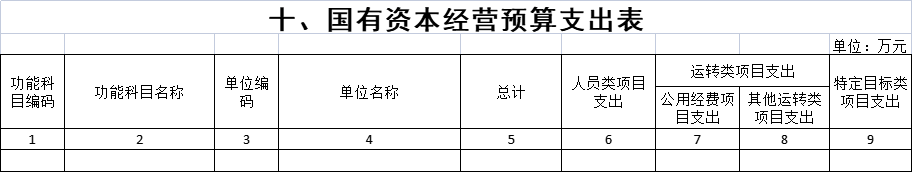 十、国有资本经营预算支出表
单位：万元
功能科
目编码
功能科目名称
单位编
码
单位名称
总计
人员类项目
支出
运转类项目支出
公用经费项
目支出
其他运转类
项目支出
特定目标类
项目支出
1 2 3 4 5 6 7 8 9